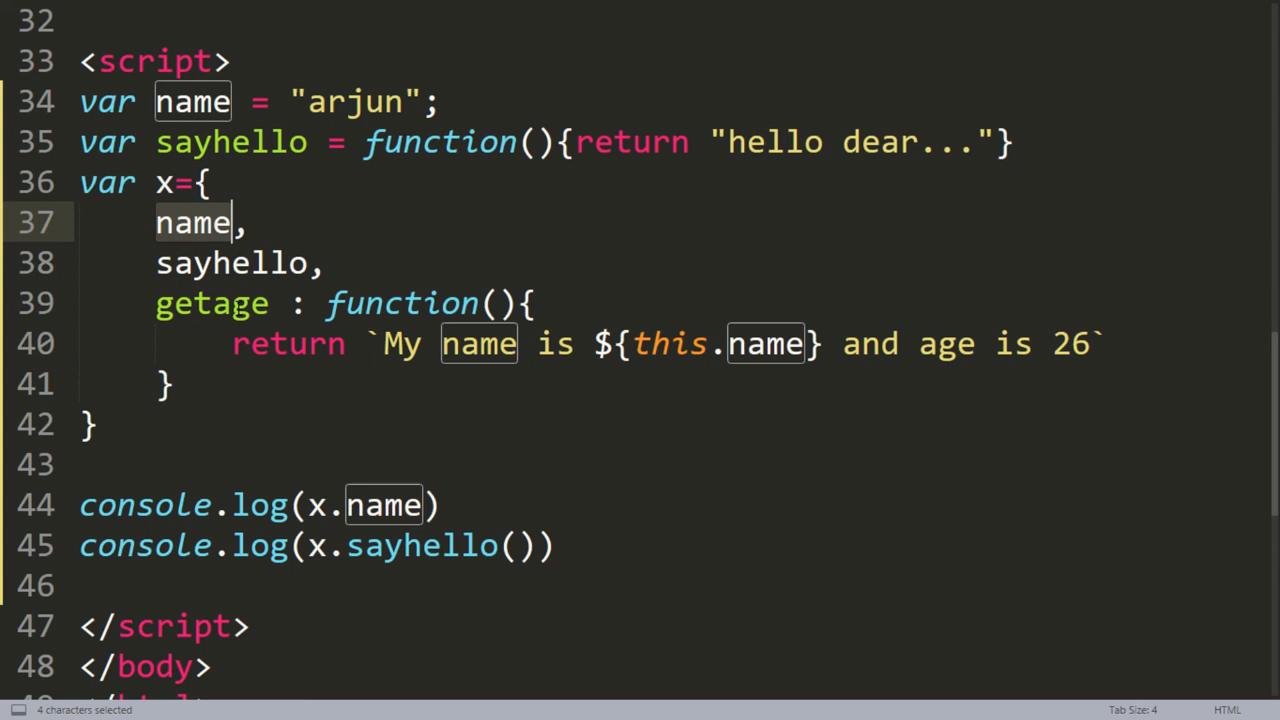 32
33 <script>
34 var name = "arjun";
35 var sayhello = function(){return "hello dear..."}
36 var x={
37 name,
38 sayhello,
39 getage : function(){
40 return `My name is ${this.name} and age is 26`
41 }
42 }
43
44 console.log(x.name)
45 console.log(x.sayhello())
46
47 </script>
48 </body>
4 characters selected Tab Size: 4 HTML